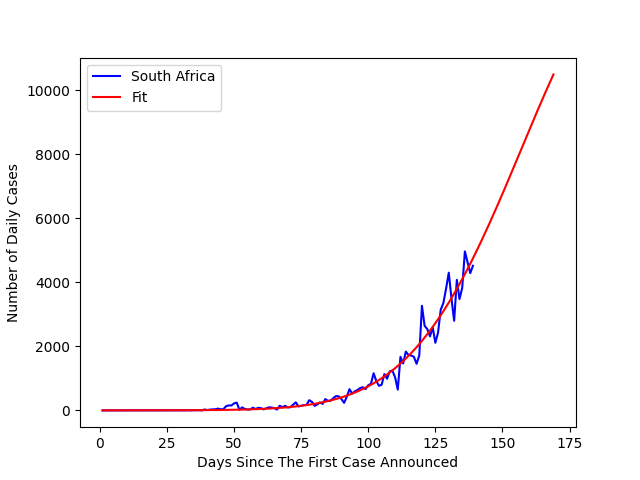 South Africa
Fit
10000
8000
6000
4000
2000
0
Number of Daily Cases
0 25 50 75 100 125 150 175
Days Since The First Case Announced